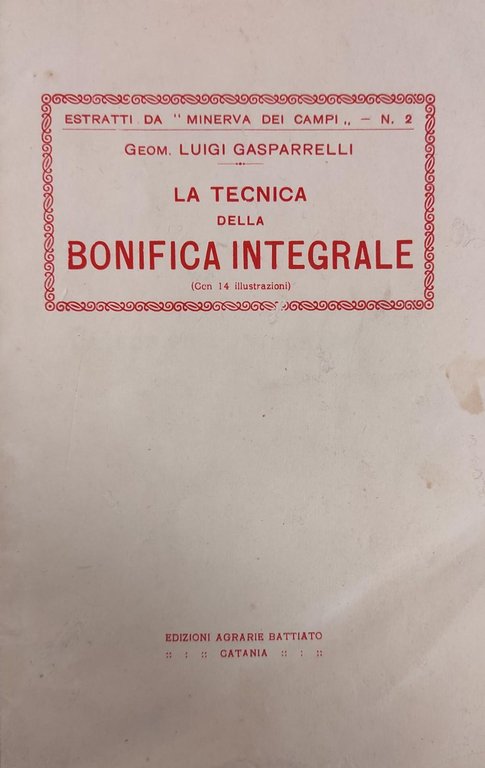 ESTRATTI DA " MINERVA DEI CAMPI „ — N. 2
GEOM. LUIGI GASPARRELLI
LA TECNICA
DELLA
BONIFICA INTEGRALE
(Con 14 illustrazioni)
EDIZIONI AGRARIE BATTIATO
:: : :: CATANIA :: : ::